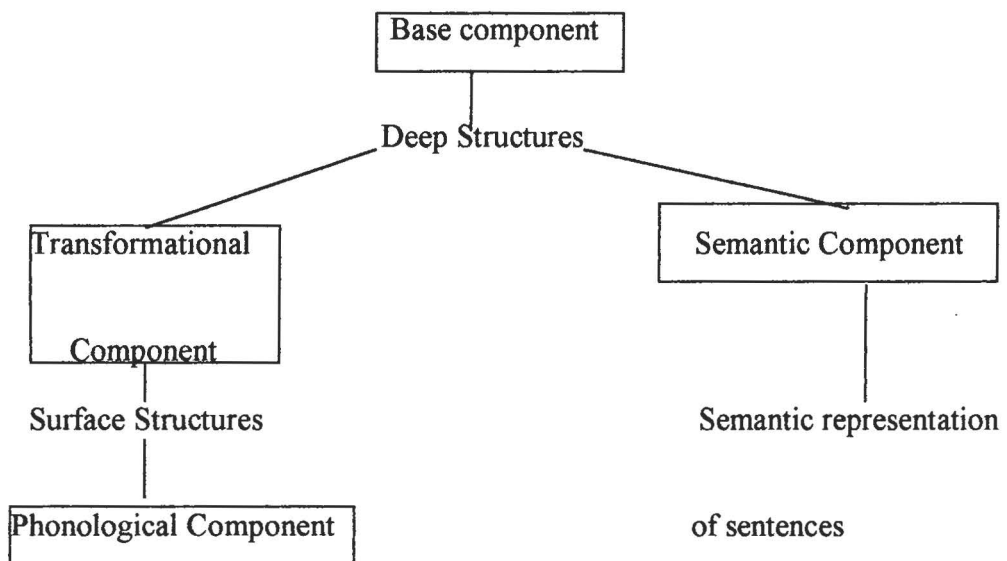 Base component
Deep Structures
Transformational
Component
Semantic Component
Surface Structures
Semantic representation
of sentences
Phonological Component